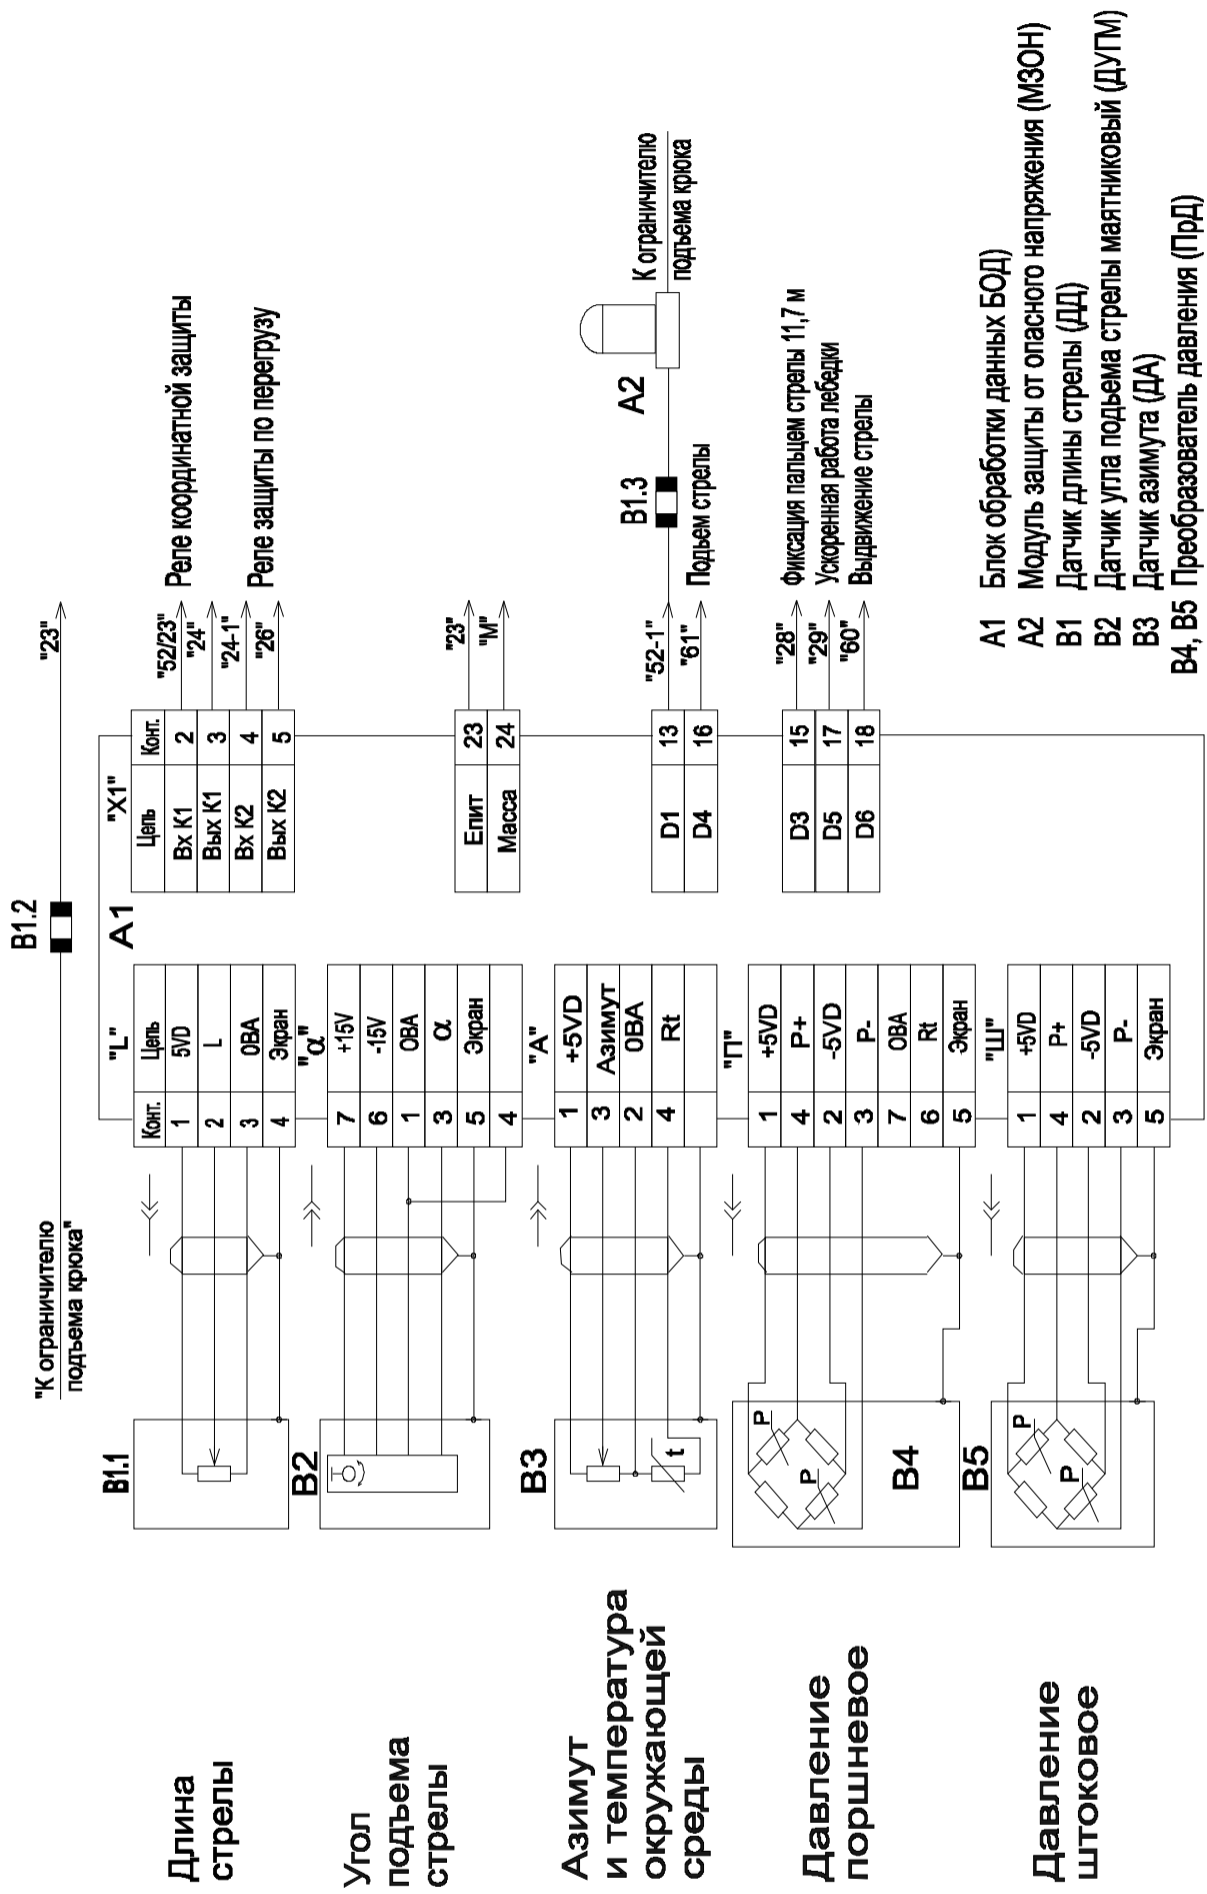 "К ограничителю
подъема крюка"
B1.2
"23"
A1
Длина
стрелы
B1.1
"L"
Конт. Цепь
1 5VD
2 L
3 0BA
4 Экран
Угол
подъема
стрелы
B2
"α"
7 +15V
6 -15V
1 0BA
3 α
5 Экран
4
Азимут
и температура
окружающей
среды
B3
t
"А"
1 +5VD
3 Азимут
2 0BA
4 Rt
Давление
поршневое
B4
P
P
"П"
1 +5VD
4 P+
2 -5VD
3 P-
7 0BA
6 Rt
5 Экран
Давление
штоковое
B5
P
P
"Ш"
1 +5VD
4 P+
2 -5VD
3 P-
5 Экран
"X1"
Цепь Конт.
Вх К1 2 "52/23"
Вых К1 3 "24"
Реле координатной защиты
Вх К2 4 "24-1"
Вых К2 5 "26"
Реле защиты по перегрузу
Епит 23 "23"
Масса 24 "М"
D1 13 "52-1"
B1.3
A2
К ограничителю
подъема крюка
D4 16 "61" Подьем стрелы
D3 15 "28" Фиксация пальцем стрелы 11,7 м
D5 17 "29" Ускоренная работа лебедки
D6 18 "60" Выдвижение стрелы
A1 Блок обработки данных БОД)
A2 Модуль защиты от опасного напряжения (МЗОН)
B1 Датчик длины стрелы (ДД)
B2 Датчик угла подьема стрелы маятниковый (ДУГМ)
B3 Датчик азимута (ДА)
B4, B5 Преобразователь давления (ПрД)